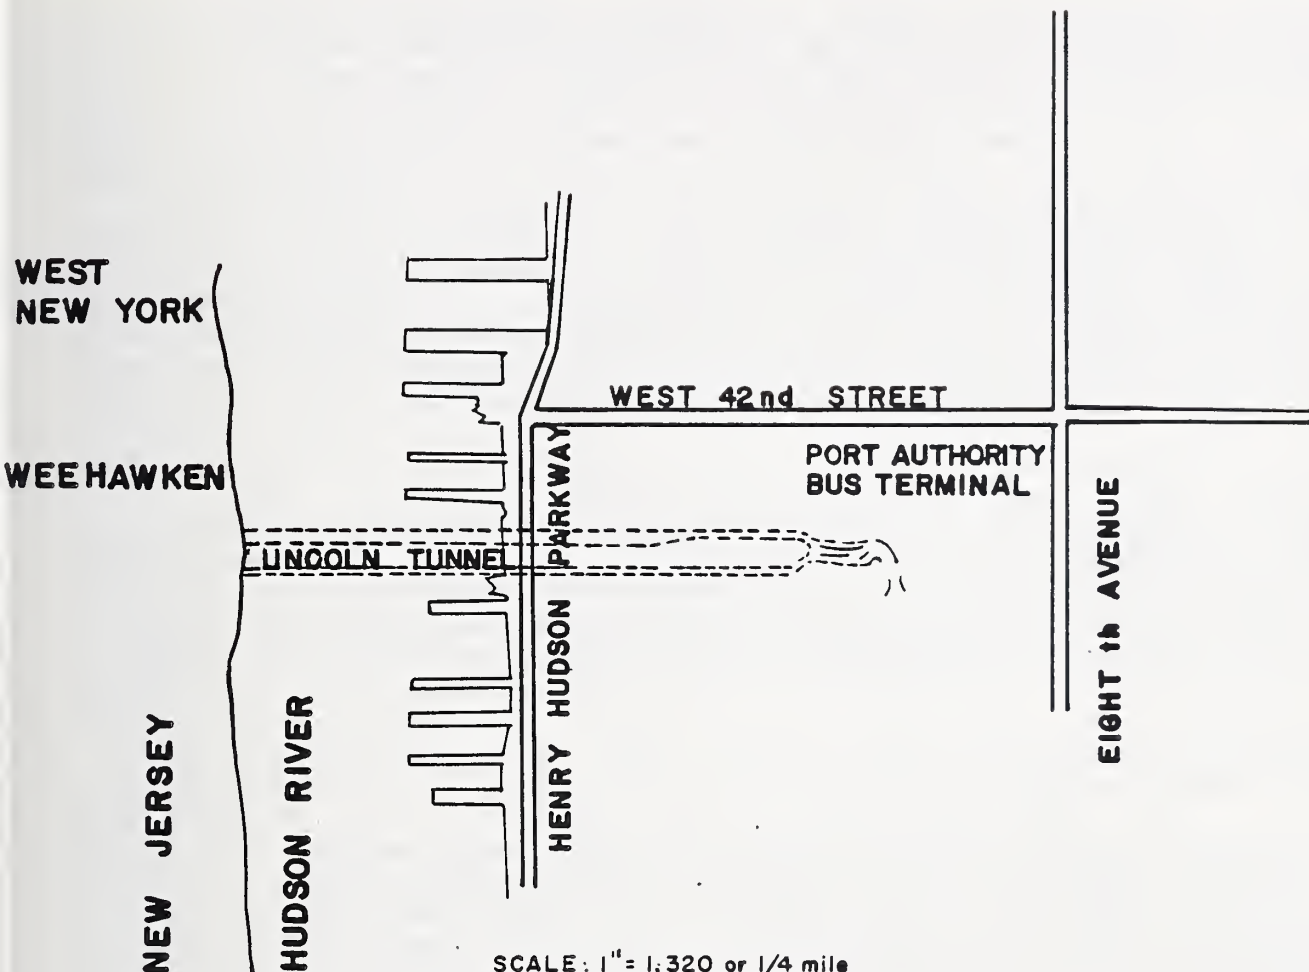 WEST
NEW YORK
WEST 42nd STREET
PORT AUTHORITY
BUS TERMINAL
WEEHAWKEN
LINCOLN TUNNEL
HENRY HUDSON PARKWAY
EIGHT th AVENUE
NEW JERSEY
HUDSON RIVER
SCALE: 1"= 1:320 or 1/4 mile